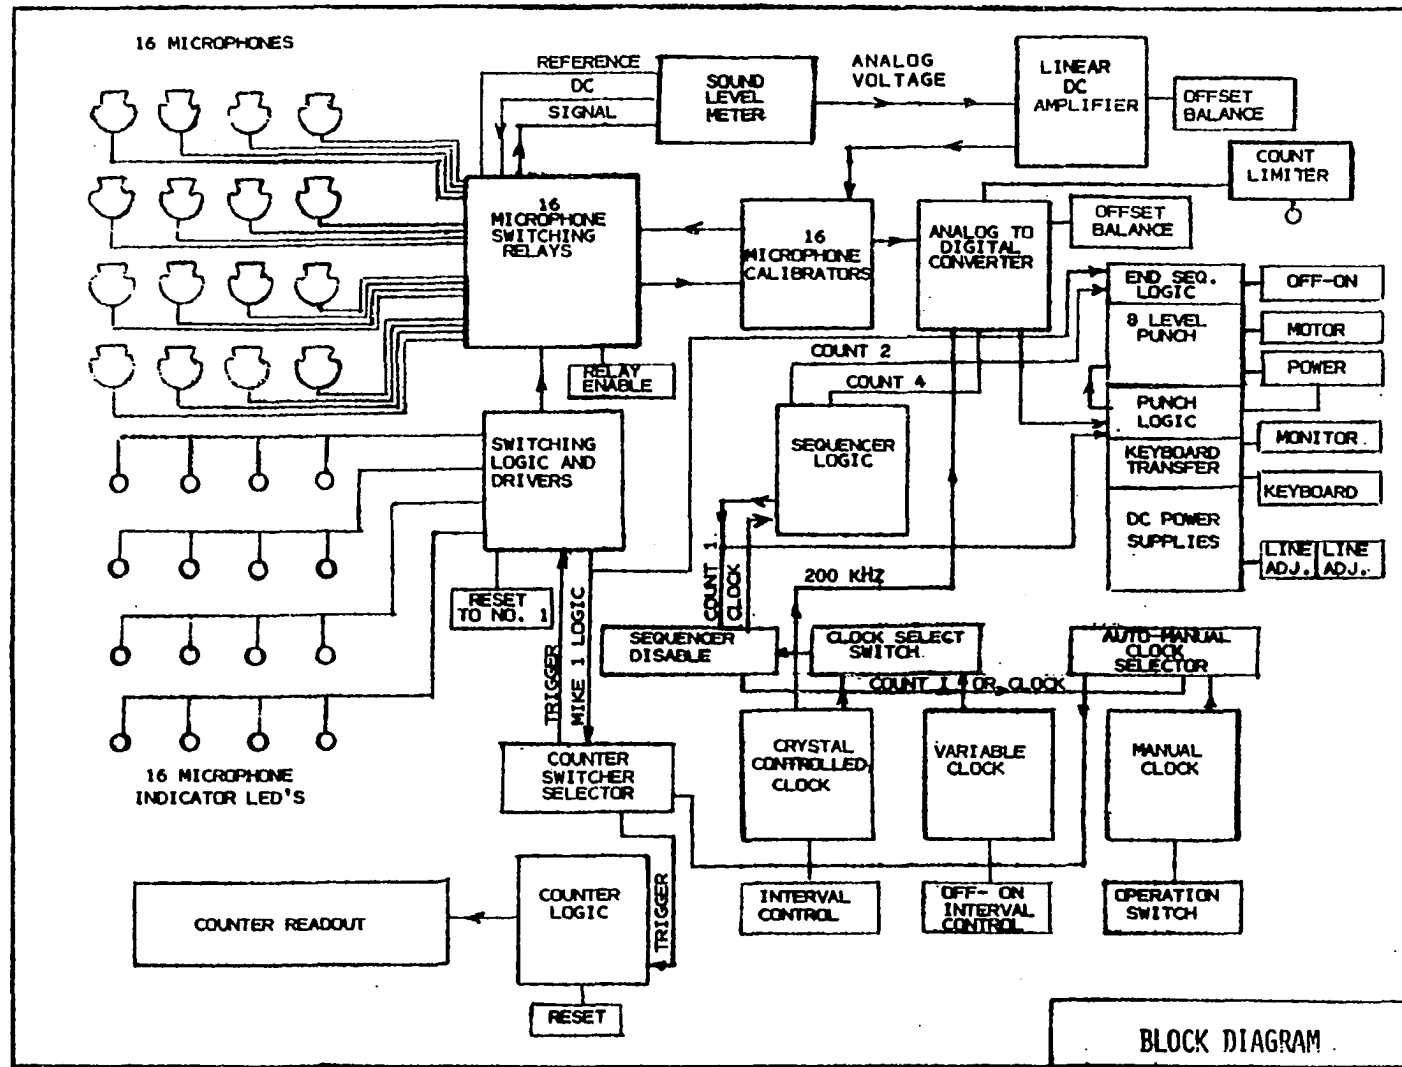 16 MICROPHONES
REFERENCE
DC
SIGNAL
SOUND
LEVEL
METER
ANALOG
VOLTAGE
LINEAR
DC
AMPLIFIER
OFFSET
BALANCE
COUNT
LIMITER
16
MICROPHONE
SWITCHING
RELAYS
16
MICROPHONE
CALIBRATORS
ANALOG TO
DIGITAL
CONVERTER
OFFSET
BALANCE
END SEQ.
LOGIC
OFF-ON
8 LEVEL
PUNCH
MOTOR
POWER
COUNT 2
COUNT 4
RELAY
ENABLE
PUNCH
LOGIC
MONITOR
KEYBOARD
TRANSFER
KEYBOARD
SWITCHING
LOGIC AND
DRIVERS
SEQUENCER
LOGIC
DC POWER
SUPPLIES
LINE
ADJ.
LINE
ADJ.
COUNT 1
CLOCK
200 KHZ
RESET
TO NO. 1
TRIGGER
MIKE 1 LOGIC
SEQUENCER
DISABLE
CLOCK SELECT
SWITCH
AUTO-MANUAL
CLOCK
SELECTOR
COUNT 1 OR CLOCK
COUNTER
SWITCHER
SELECTOR
CRYSTAL
CONTROLLED
CLOCK
VARIABLE
CLOCK
MANUAL
CLOCK
16 MICROPHONE
INDICATOR LED'S
COUNTER READOUT
COUNTER
LOGIC
TRIGGER
INTERVAL
CONTROL
OFF- ON
INTERVAL
CONTROL
OPERATION
SWITCH
RESET
BLOCK DIAGRAM